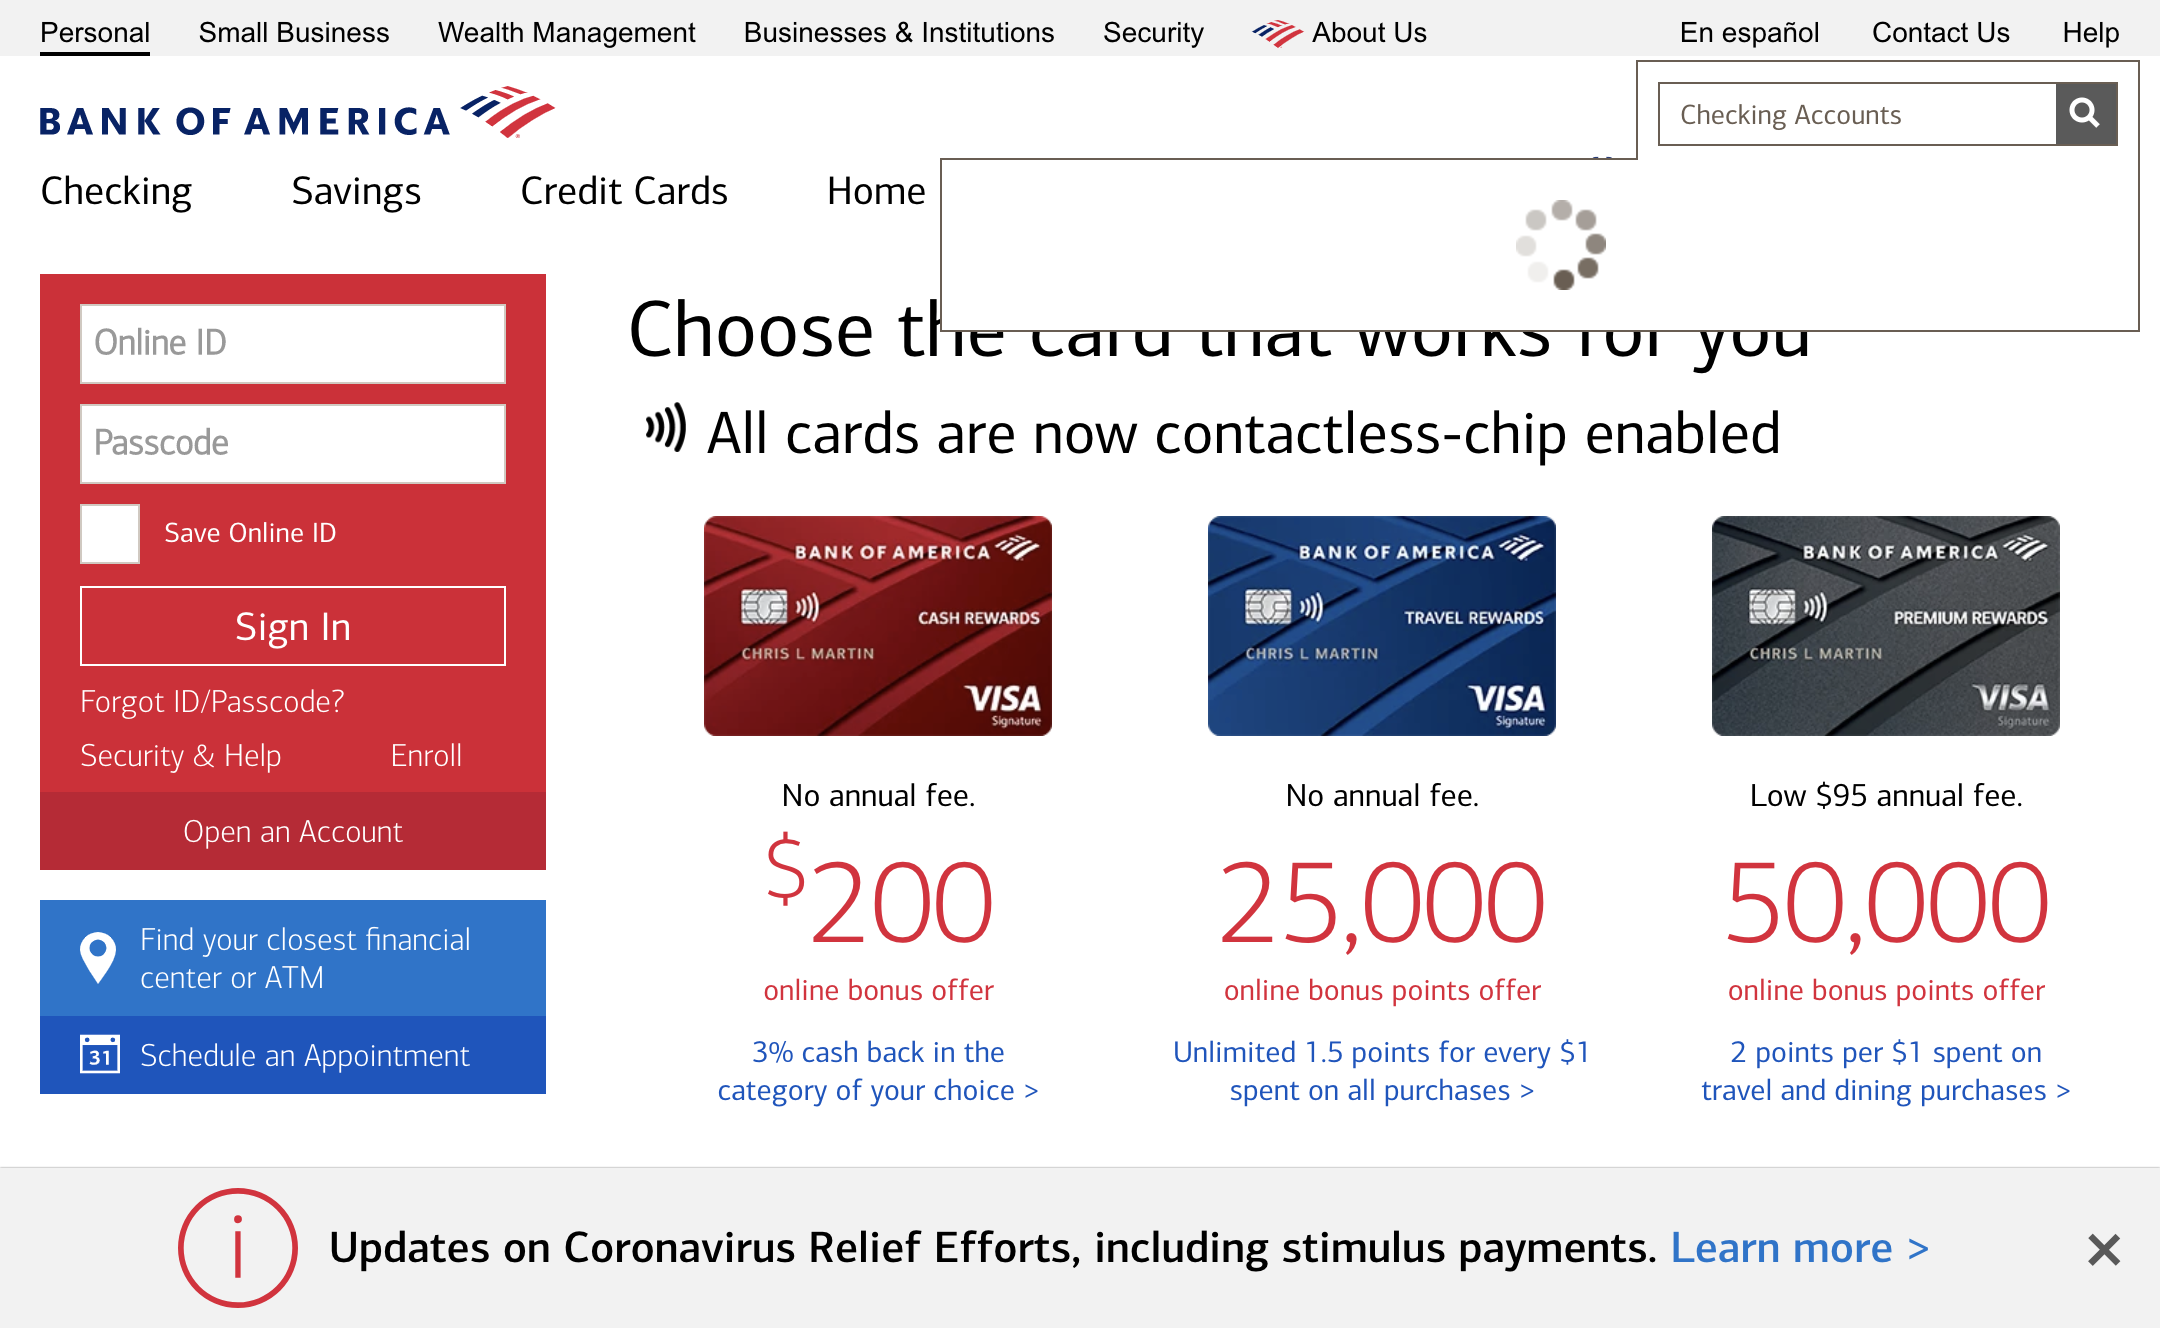 Personal Small Business Wealth Management Businesses & Institutions Security About Us En español Contact Us Help
BANK OF AMERICA
Checking Accounts
Checking Savings Credit Cards Home
Online ID
Passcode
Save Online ID
Sign In
Forgot ID/Passcode?
Security & Help Enroll
Open an Account
Find your closest financial
center or ATM
31 Schedule an Appointment
Choose the card that works for you
All cards are now contactless-chip enabled
BANK OF AMERICA
CASH REWARDS
CHRIS L MARTIN
VISA
Signature
No annual fee.
$200
online bonus offer
3% cash back in the
category of your choice >
BANK OF AMERICA
TRAVEL REWARDS
CHRIS L MARTIN
VISA
Signature
No annual fee.
25,000
online bonus points offer
Unlimited 1.5 points for every $1
spent on all purchases >
BANK OF AMERICA
PREMIUM REWARDS
CHRIS L MARTIN
VISA
Signature
Low $95 annual fee.
50,000
online bonus points offer
2 points per $1 spent on
travel and dining purchases >
Updates on Coronavirus Relief Efforts, including stimulus payments. Learn more >